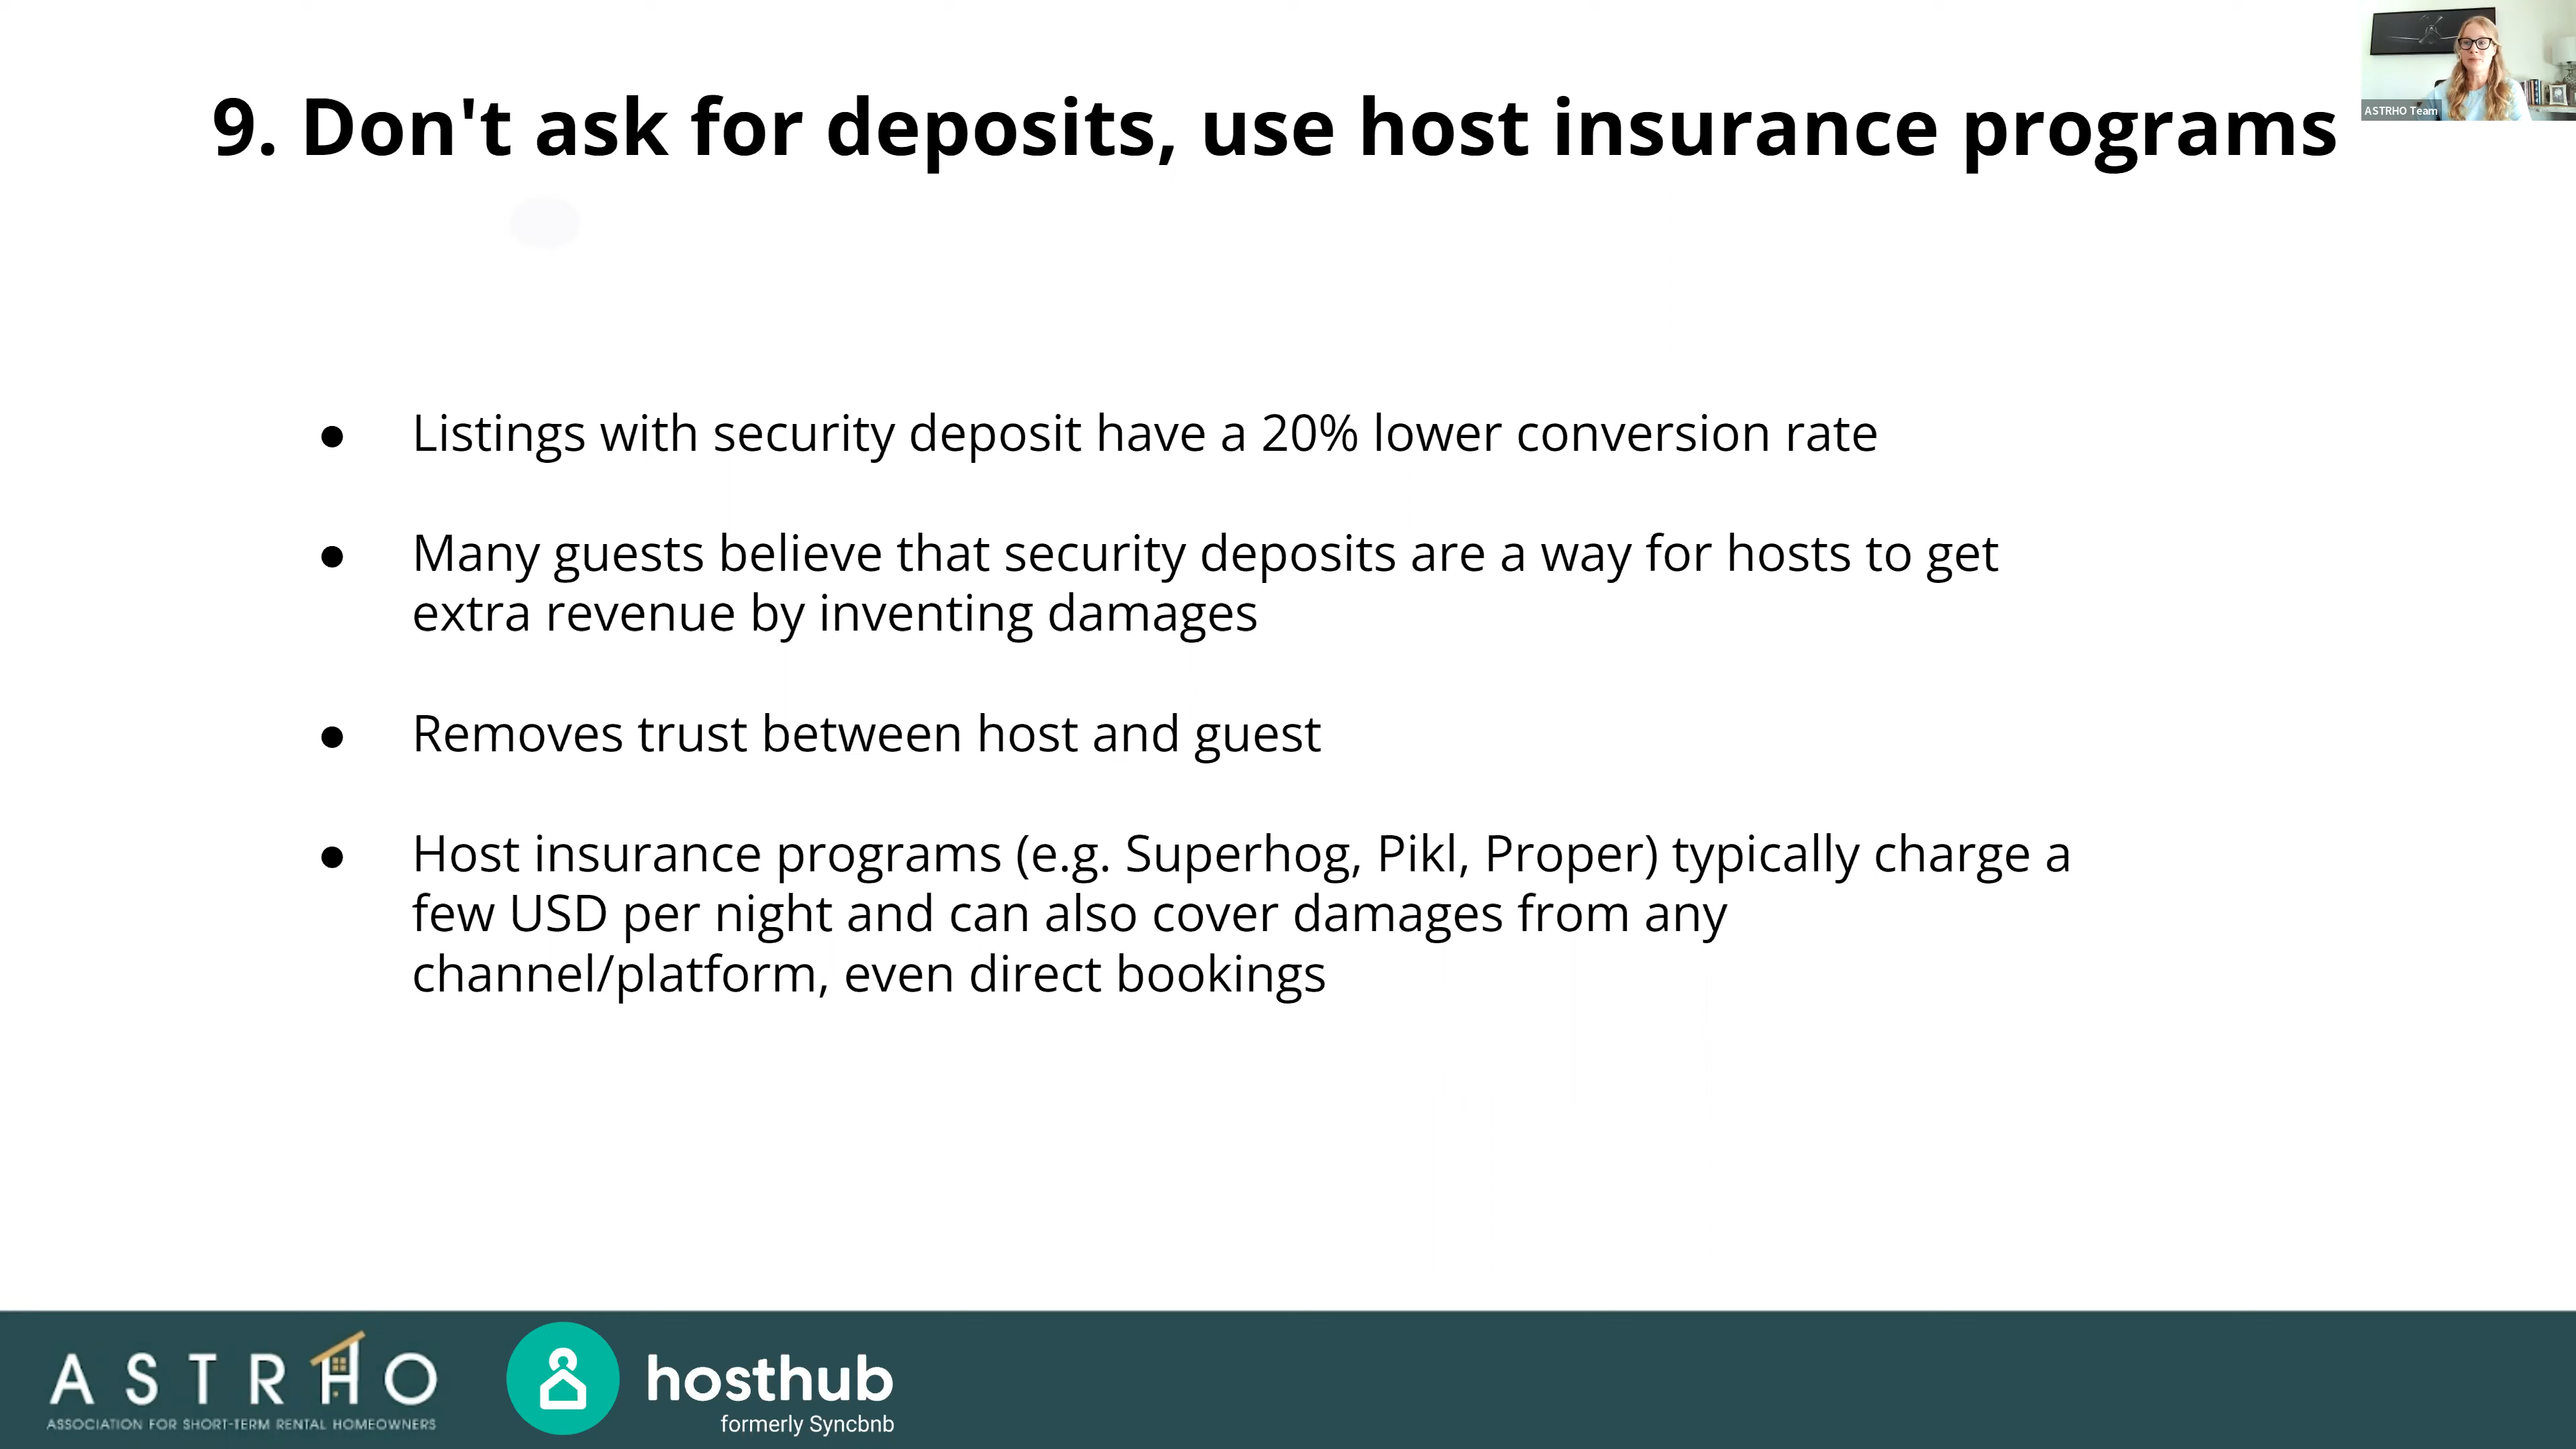 9. Don't ask for deposits, use host insurance programs
ASTRHO Team
● Listings with security deposit have a 20% lower conversion rate
● Many guests believe that security deposits are a way for hosts to get
extra revenue by inventing damages
● Removes trust between host and guest
● Host insurance programs (e.g. Superhog, Pikl, Proper) typically charge a
few USD per night and can also cover damages from any
channel/platform, even direct bookings
ASTRHO
ASSOCIATION FOR SHORT-TERM RENTAL HOMEOWNERS
hosthub
formerly Syncbnb